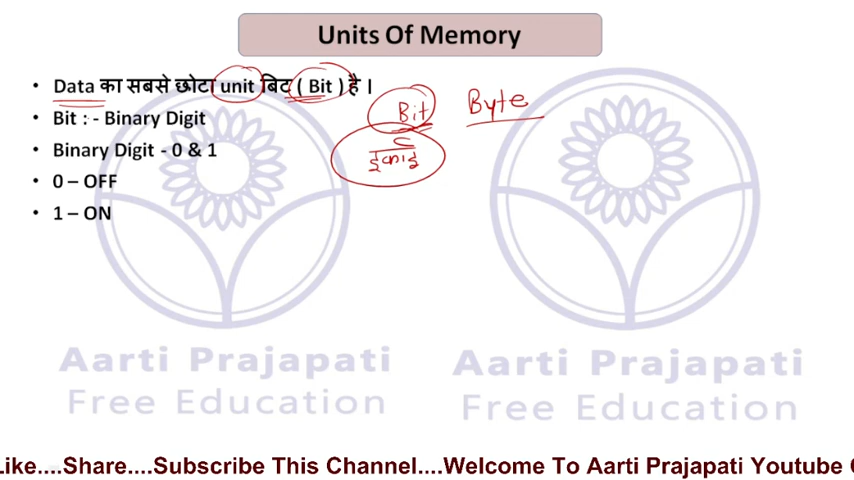 Units Of Memory
• Data का सबसे छोटा unit बिट ( Bit ) है ।
Bit Byte
• Bit : - Binary Digit
• Binary Digit - 0 & 1
इकाई
• 0 – OFF
• 1 – ON
Aarti Prajapati Aarti Prajapati
Free Education Free Education
Like....Share....Subscribe This Channel....Welcome To Aarti Prajapati Youtube